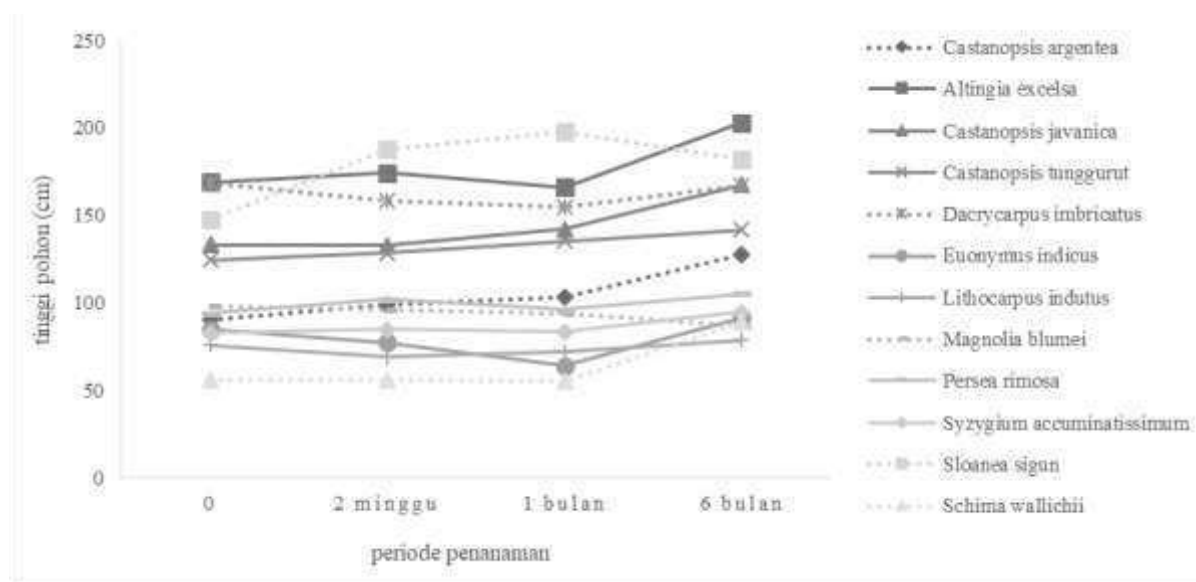 250
200
150
100
50
0
tinggi pohon (cm)
0 2 minggu 1 bulan 6 bulan
periode penanaman
Castanopsis argentea
Altingia excelsa
Castanopsis javanica
Castanopsis tunggurut
Dacrycarpus imbricatus
Euonymus indicus
Lithocarpus indutus
Magnolia blumei
Persea rimosa
Syzygium accuminatissimum
Sloanea sigun
Schima wallichii